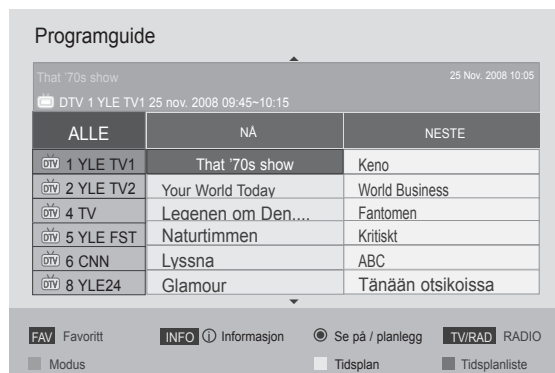 Programguide
That '70s show 25 Nov. 2008 10:05
DTV 1 YLE TV1 25 nov. 2008 09:45~10:15
ALLE NÅ NESTE
DTV 1 YLE TV1 That '70s show Keno
DTV 2 YLE TV2 Your World Today World Business
DTV 4 TV Legenen om Den.... Fantomen
DTV 5 YLE FST Naturtimmen Kritiskt
DTV 6 CNN Lyssna ABC
DTV 8 YLE24 Glamour Tänään otsikoissa
FAV Favoritt INFO ⓘ Informasjon ◉ Se på / planlegg TV/RAD RADIO
Modus Tidsplan Tidsplanliste